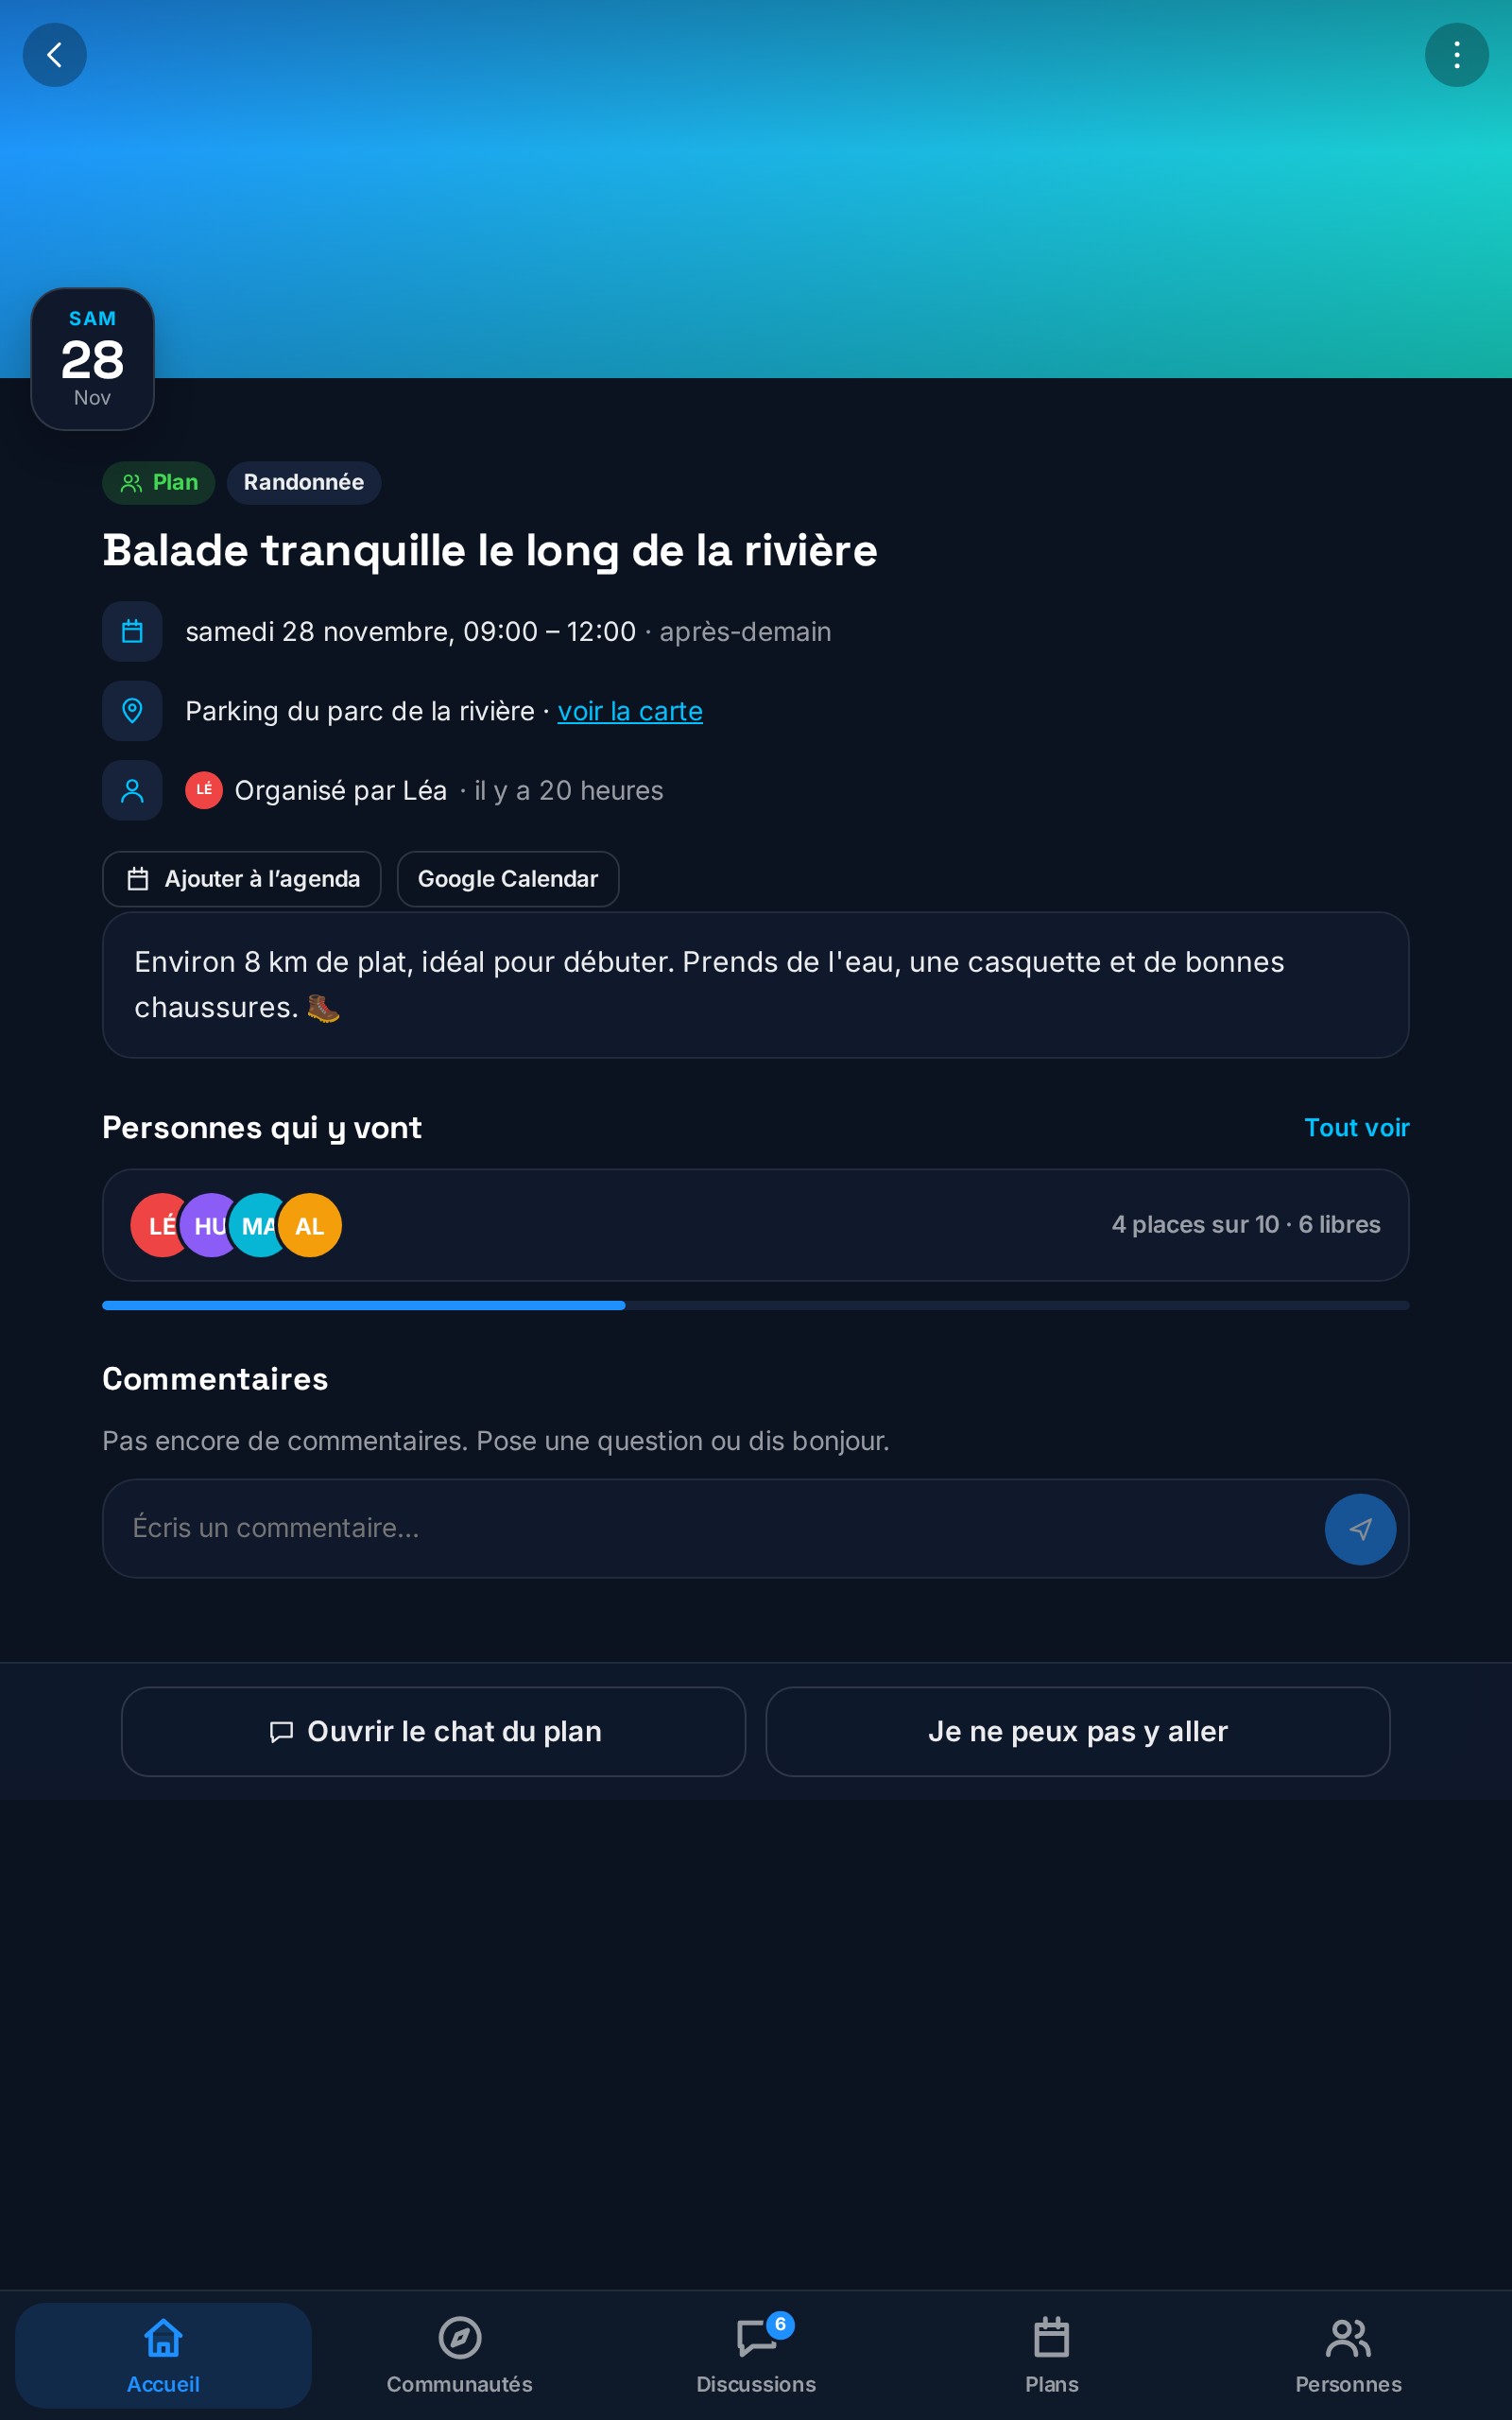 SAM
28
Nov
Plan
Randonnée
Balade tranquille le long de la rivière
samedi 28 novembre, 09:00 – 12:00 · après-demain
Parking du parc de la rivière · voir la carte
LÉ Organisé par Léa · il y a 20 heures
Ajouter à l’agenda
Google Calendar
Environ 8 km de plat, idéal pour débuter. Prends de l'eau, une casquette et de bonnes
chaussures. 🥾
Personnes qui y vont
Tout voir
LÉ HU MA AL
4 places sur 10 · 6 libres
Commentaires
Pas encore de commentaires. Pose une question ou dis bonjour.
Écris un commentaire...
Ouvrir le chat du plan
Je ne peux pas y aller
6
Accueil
Communautés
Discussions
Plans
Personnes